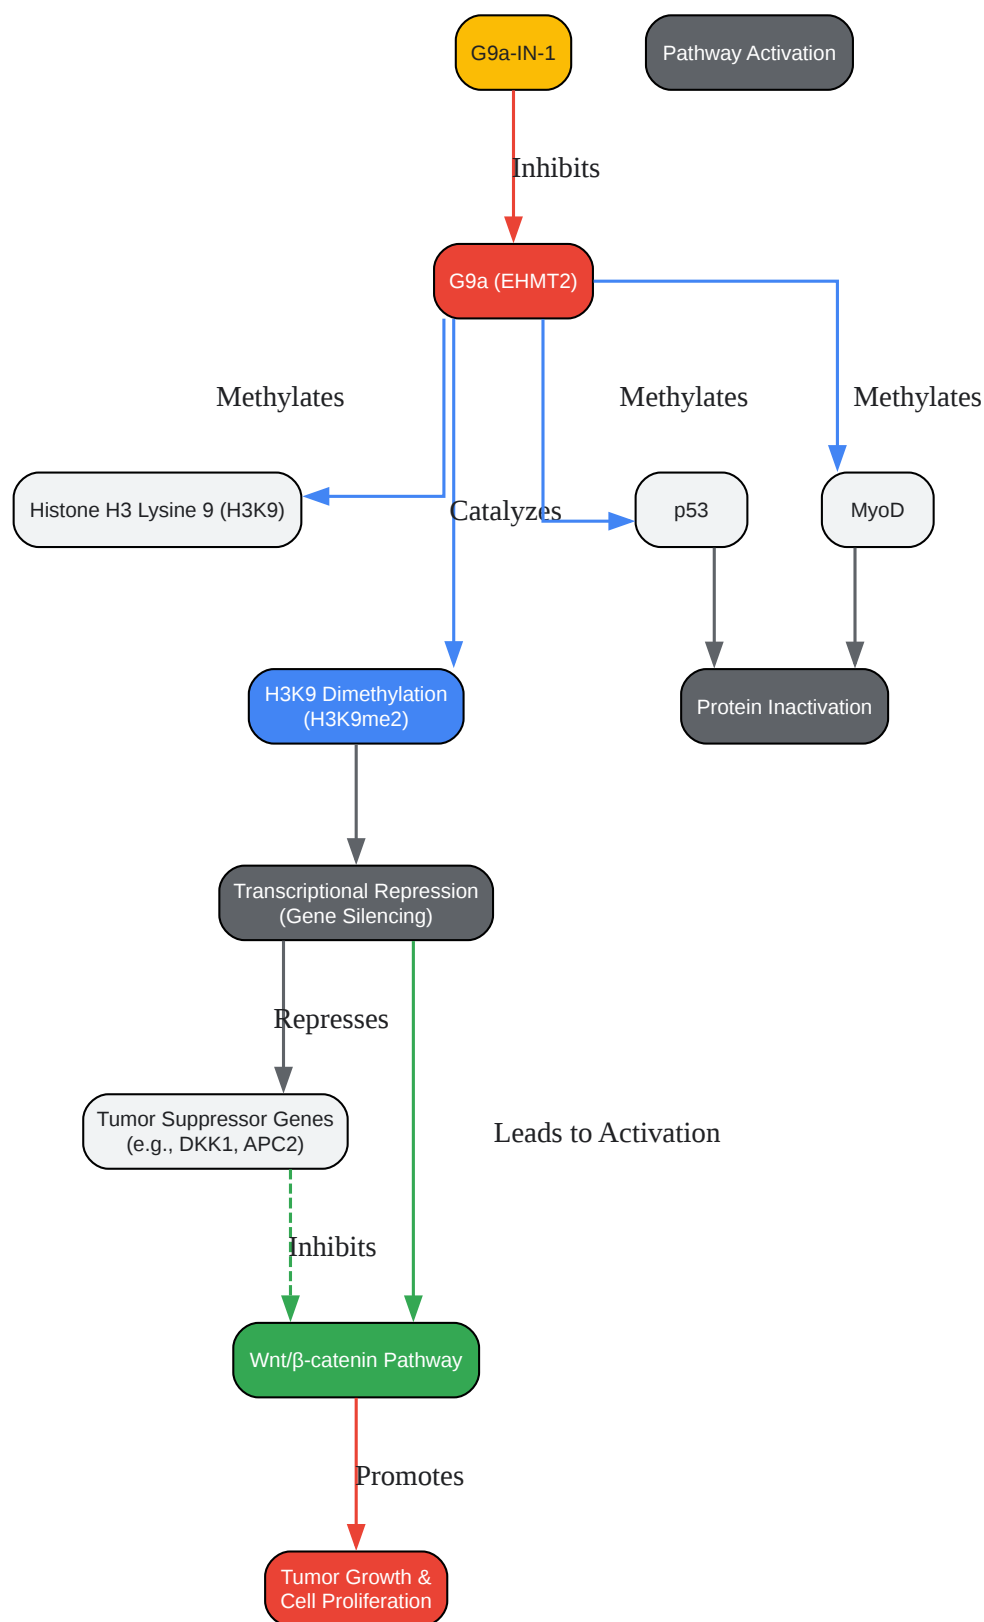 G9a-IN-1
Pathway Activation
Inhibits
G9a (EHMT2)
Methylates
Methylates
Methylates
Histone H3 Lysine 9 (H3K9)
Catalyzes
p53
MyoD
H3K9 Dimethylation
(H3K9me2)
Protein Inactivation
Transcriptional Repression
(Gene Silencing)
Represses
Tumor Suppressor Genes
(e.g., DKK1, APC2)
Leads to Activation
Inhibits
Wnt/β-catenin Pathway
Promotes
Tumor Growth &
Cell Proliferation